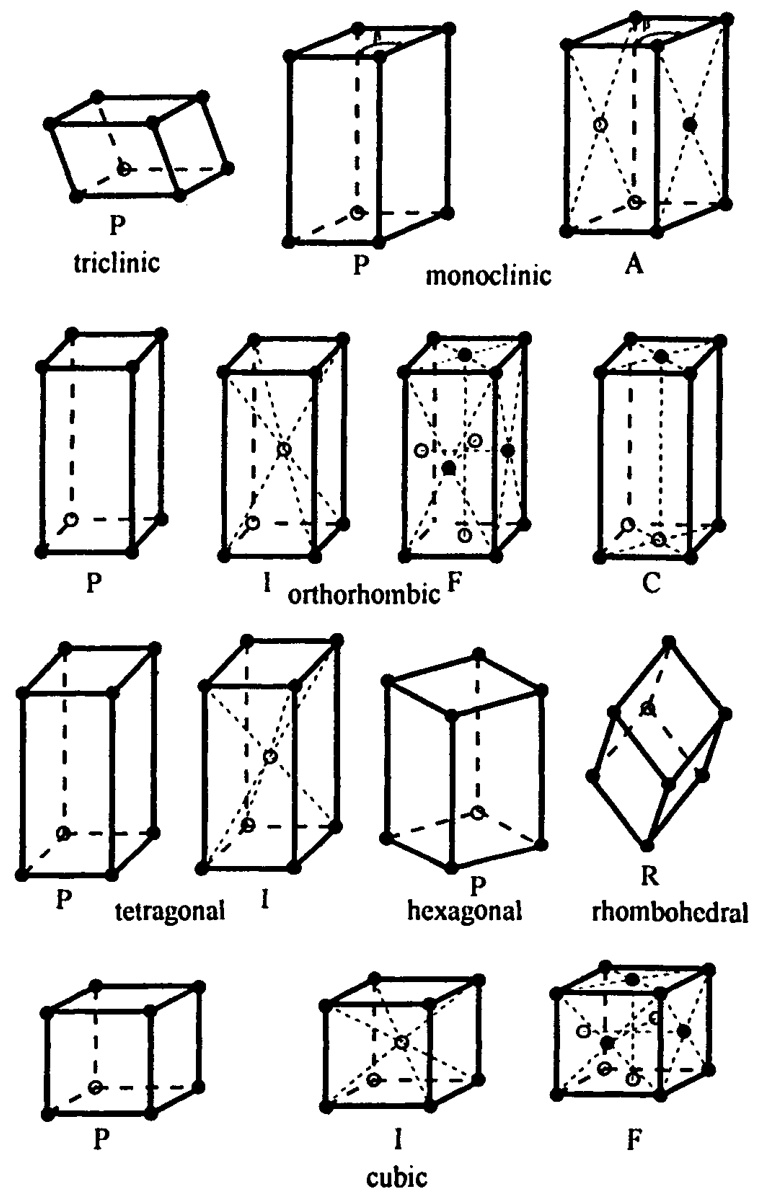 β β
P
triclinic
P monoclinic A
P I orthorhombic F C
P tetragonal I P hexagonal R rhombohedral
P I F
cubic